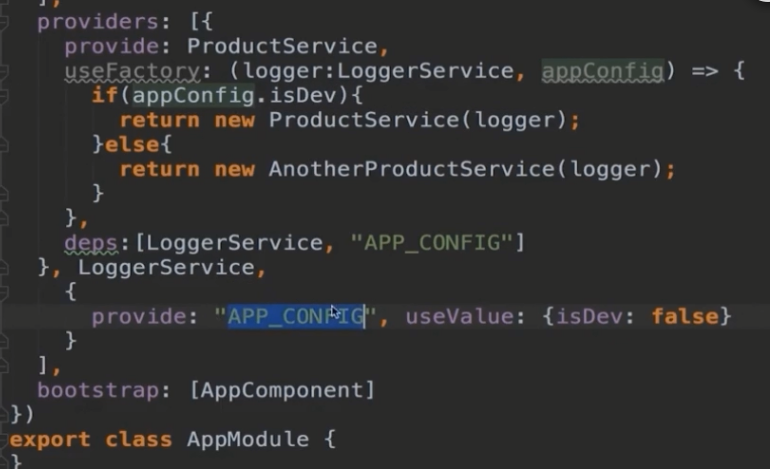 ],
providers: [{
provide: ProductService,
useFactory: (logger:LoggerService, appConfig) => {
if(appConfig.isDev){
return new ProductService(logger);
}else{
return new AnotherProductService(logger);
}
},
deps:[LoggerService, "APP_CONFIG"]
}, LoggerService,
{
provide: "APP_CONFIG", useValue: {isDev: false}
}
],
bootstrap: [AppComponent]
})
export class AppModule {
}